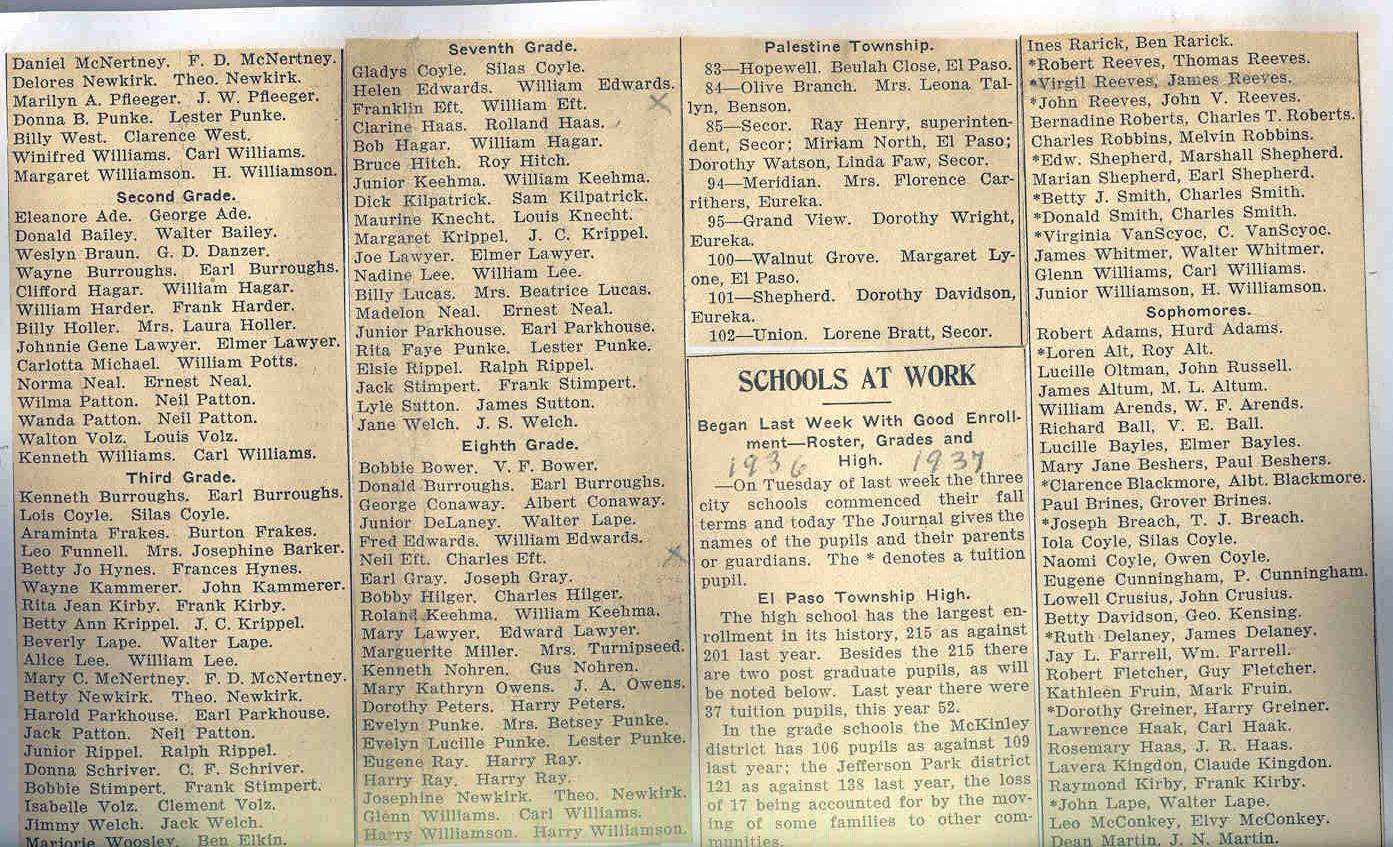 Daniel McNertney. F. D. McNertney.
Delores Newkirk. Theo. Newkirk.
Marilyn A. Pfleeger. J. W. Pfleeger.
Donna B. Punke. Lester Punke.
Billy West. Clarence West.
Winifred Williams. Carl Williams.
Margaret Williamson. H. Williamson.
Second Grade.
Eleanore Ade. George Ade.
Donald Bailey. Walter Bailey.
Weslyn Braun. G. D. Danzer.
Wayne Burroughs. Earl Burroughs.
Clifford Hagar. William Hagar.
William Harder. Frank Harder.
Billy Holler. Mrs. Laura Holler.
Johnnie Gene Lawyer. Elmer Lawyer.
Carlotta Michael. William Potts.
Norma Neal. Ernest Neal.
Wilma Patton. Neil Patton.
Wanda Patton. Neil Patton.
Walton Volz. Louis Volz.
Kenneth Williams. Carl Williams.
Third Grade.
Kenneth Burroughs. Earl Burroughs.
Lois Coyle. Silas Coyle.
Araminta Frakes. Burton Frakes.
Leo Funnell. Mrs. Josephine Barker.
Betty Jo Hynes. Frances Hynes.
Wayne Kammerer. John Kammerer.
Rita Jean Kirby. Frank Kirby.
Betty Ann Krippel. J. C. Krippel.
Beverly Lape. Walter Lape.
Alice Lee. William Lee.
Mary C. McNertney. F. D. McNertney.
Betty Newkirk. Theo. Newkirk.
Harold Parkhouse. Earl Parkhouse.
Jack Patton. Neil Patton.
Junior Rippel. Ralph Rippel.
Donna Schriver. C. F. Schriver.
Bobbie Stimpert. Frank Stimpert.
Isabelle Volz. Clement Volz.
Jimmy Welch. Jack Welch.
Marjorie Woosley. Ben Elkin.
Seventh Grade.
Gladys Coyle. Silas Coyle.
Helen Edwards. William Edwards.
Franklin Eft. William Eft. X
Clarine Haas. Rolland Haas.
Bob Hagar. William Hagar.
Bruce Hitch. Roy Hitch.
Junior Keehma. William Keehma.
Dick Kilpatrick. Sam Kilpatrick.
Maurine Knecht. Louis Knecht.
Margaret Krippel. J. C. Krippel.
Joe Lawyer. Elmer Lawyer.
Nadine Lee. William Lee.
Billy Lucas. Mrs. Beatrice Lucas.
Madelon Neal. Ernest Neal.
Junior Parkhouse. Earl Parkhouse.
Rita Faye Punke. Lester Punke.
Elsie Rippel. Ralph Rippel.
Jack Stimpert. Frank Stimpert.
Lyle Sutton. James Sutton.
Jane Welch. J. S. Welch.
Eighth Grade.
Bobbie Bower. V. F. Bower.
Donald Burroughs. Earl Burroughs.
George Conaway. Albert Conaway.
Junior DeLaney. Walter Lape.
Fred Edwards. William Edwards.
Neil Eft. Charles Eft. X
Earl Gray. Joseph Gray.
Bobby Hilger. Charles Hilger.
Roland Keehma. William Keehma.
Mary Lawyer. Edward Lawyer.
Marguerite Miller. Mrs. Turnipseed.
Kenneth Nohren. Gus Nohren.
Mary Kathryn Owens. J. A. Owens.
Dorothy Peters. Harry Peters.
Evelyn Punke. Mrs. Betsey Punke.
Evelyn Lucille Punke. Lester Punke.
Eugene Ray. Harry Ray.
Harry Ray. Harry Ray.
Josephine Newkirk. Theo. Newkirk.
Glenn Williams. Carl Williams.
Harry Williamson. Harry Williamson.
Palestine Township.
83—Hopewell. Beulah Close, El Paso.
84—Olive Branch. Mrs. Leona Tal-
lyn, Benson.
85—Secor. Ray Henry, superinten-
dent, Secor; Miriam North, El Paso;
Dorothy Watson, Linda Faw, Secor.
94—Meridian. Mrs. Florence Car-
rithers, Eureka.
95—Grand View. Dorothy Wright,
Eureka.
100—Walnut Grove. Margaret Ly-
one, El Paso.
101—Shepherd. Dorothy Davidson,
Eureka.
102—Union. Lorene Bratt, Secor.
SCHOOLS AT WORK
Began Last Week With Good Enroll-
ment—Roster, Grades and
1936 High. 1937
—On Tuesday of last week the three
city schools commenced their fall
terms and today The Journal gives the
names of the pupils and their parents
or guardians. The * denotes a tuition
pupil.
El Paso Township High.
The high school has the largest en-
rollment in its history, 215 as against
201 last year. Besides the 215 there
are two post graduate pupils, as will
be noted below. Last year there were
37 tuition pupils, this year 52.
In the grade schools the McKinley
district has 106 pupils as against 109
last year; the Jefferson Park district
121 as against 138 last year, the loss
of 17 being accounted for by the mov-
ing of some families to other com-
munities.
Ines Rarick, Ben Rarick.
*Robert Reeves, Thomas Reeves.
*Virgil Reeves, James Reeves.
*John Reeves, John V. Reeves.
Bernadine Roberts, Charles T. Roberts.
Charles Robbins, Melvin Robbins.
*Edw. Shepherd, Marshall Shepherd.
Marian Shepherd, Earl Shepherd.
*Betty J. Smith, Charles Smith.
*Donald Smith, Charles Smith.
*Virginia VanScyoc, C. VanScyoc.
James Whitmer, Walter Whitmer.
Glenn Williams, Carl Williams.
Junior Williamson, H. Williamson.
Sophomores.
Robert Adams, Hurd Adams.
*Loren Alt, Roy Alt.
Lucille Oltman, John Russell.
James Altum, M. L. Altum.
William Arends, W. F. Arends.
Richard Ball, V. E. Ball.
Lucille Bayles, Elmer Bayles.
Mary Jane Beshers, Paul Beshers.
*Clarence Blackmore, Albt. Blackmore.
Paul Brines, Grover Brines.
*Joseph Breach, T. J. Breach.
Iola Coyle, Silas Coyle.
Naomi Coyle, Owen Coyle.
Eugene Cunningham, P. Cunningham.
Lowell Crusius, John Crusius.
Betty Davidson, Geo. Kensing.
*Ruth Delaney, James Delaney.
Jay L. Farrell, Wm. Farrell.
Robert Fletcher, Guy Fletcher.
Kathleen Fruin, Mark Fruin.
*Dorothy Greiner, Harry Greiner.
Lawrence Haak, Carl Haak.
Rosemary Haas, J. R. Haas.
Lavera Kingdon, Claude Kingdon.
Raymond Kirby, Frank Kirby.
*John Lape, Walter Lape.
Leo McConkey, Elvy McConkey.
Dean Martin, J. N. Martin.